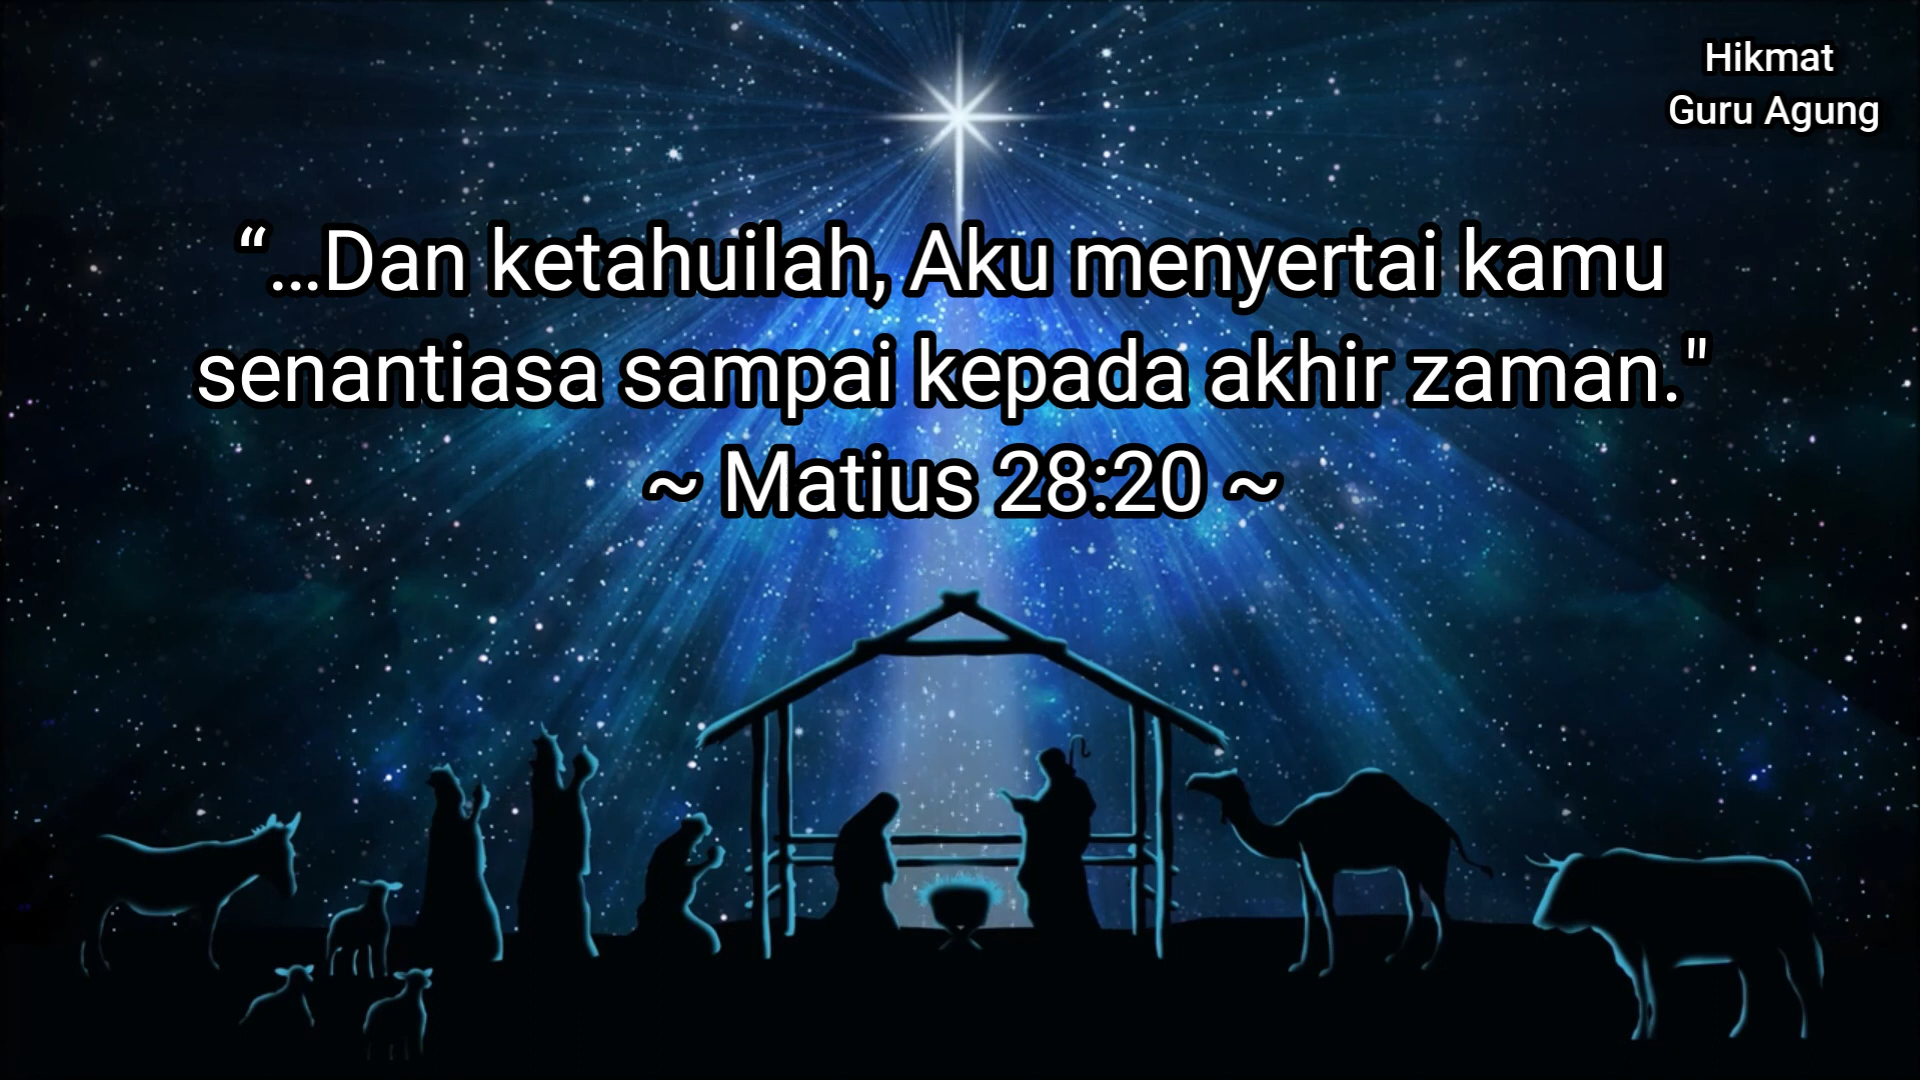 Hikmat
Guru Agung
“...Dan ketahuilah, Aku menyertai kamu
senantiasa sampai kepada akhir zaman."
~ Matius 28:20 ~